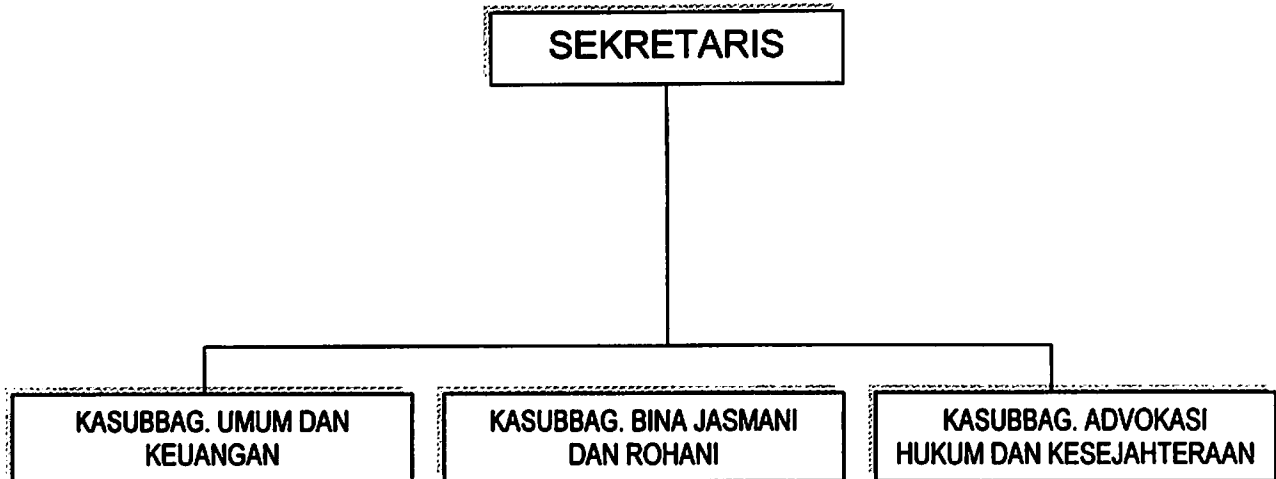 SEKRETARIS
KASUBBAG. UMUM DAN
KEUANGAN
KASUBBAG. BINA JASMANI
DAN ROHANI
KASUBBAG. ADVOKASI
HUKUM DAN KESEJAHTERAAN